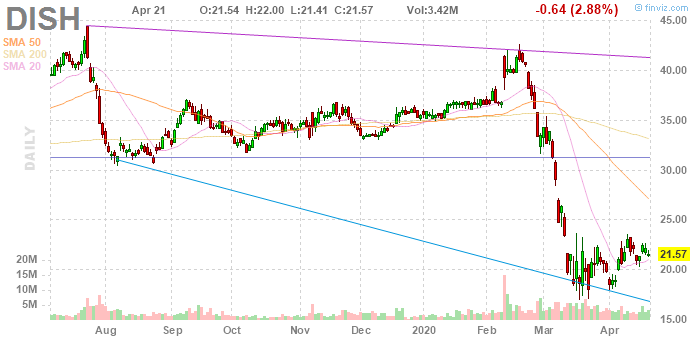 DISH Apr 21 O:21.54 H:22.00 L:21.41 C:21.57 Vol:3.42M -0.64 (2.88%) © finviz.com
SMA 50
SMA 200
SMA 20
DAILY
45.00
40.00
35.00
30.00
25.00
21.57
20.00
15.00
20M
15M
10M
5M
Aug Sep Oct Nov Dec 2020 Feb Mar Apr